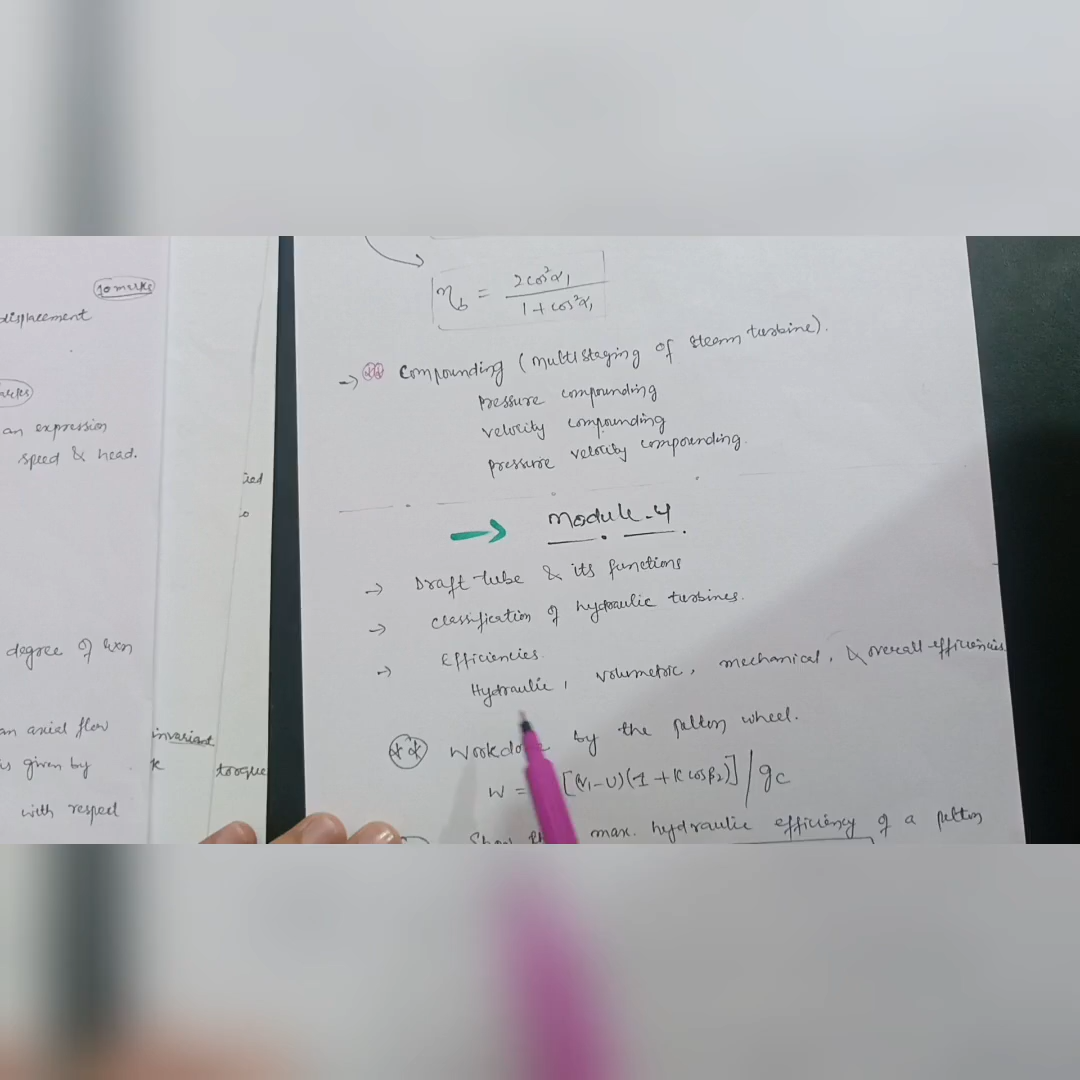 10 marks
displacement
an expression
speed & head.
degree of rxn
an axial flow
is given by
with respect
invariant
torque
η_b = 2cos²α₁ / 1 + cos²α₁
→ ** Compounding (multistaging of steam turbine).
pressure compounding
velocity compounding
pressure velocity compounding.
→ Module-4.
→ Draft tube & its functions
→ classification of hydraulic turbines.
→ Efficiencies.
Hydraulic, volumetric, mechanical, & overall efficiencies
** Workdone by the pelton wheel.
W = [(V₁-U)(1+K cosβ₂)]/gc
max. hydraulic efficiency of a pelton